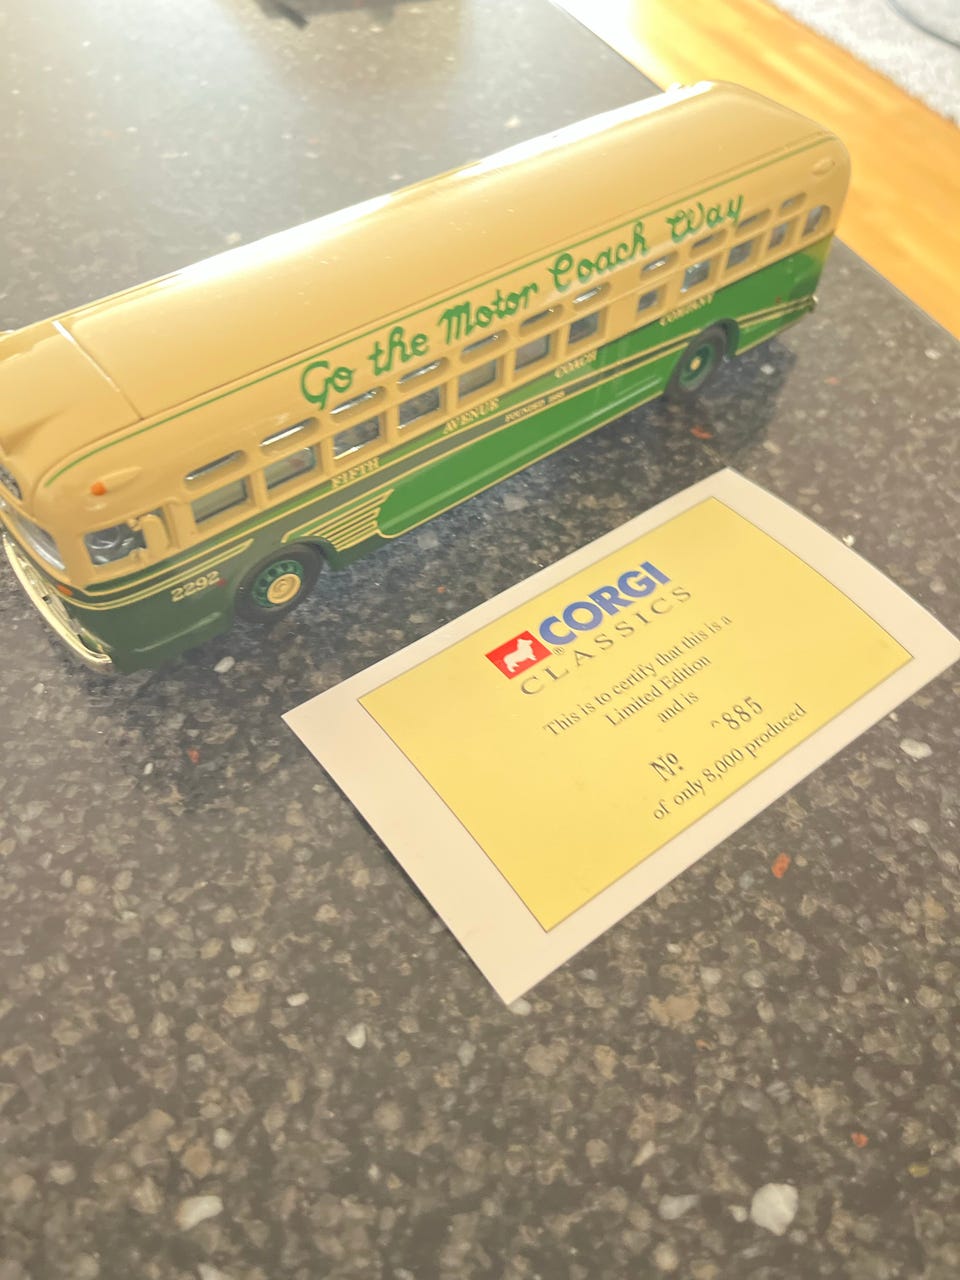 Go the Motor Coach Way
FIFTH AVENUE COACH COMPANY
2292
CORGI
®
CLASSICS
This is to certify that this is a
Limited Edition
and is
No 885
of only 8,000 produced